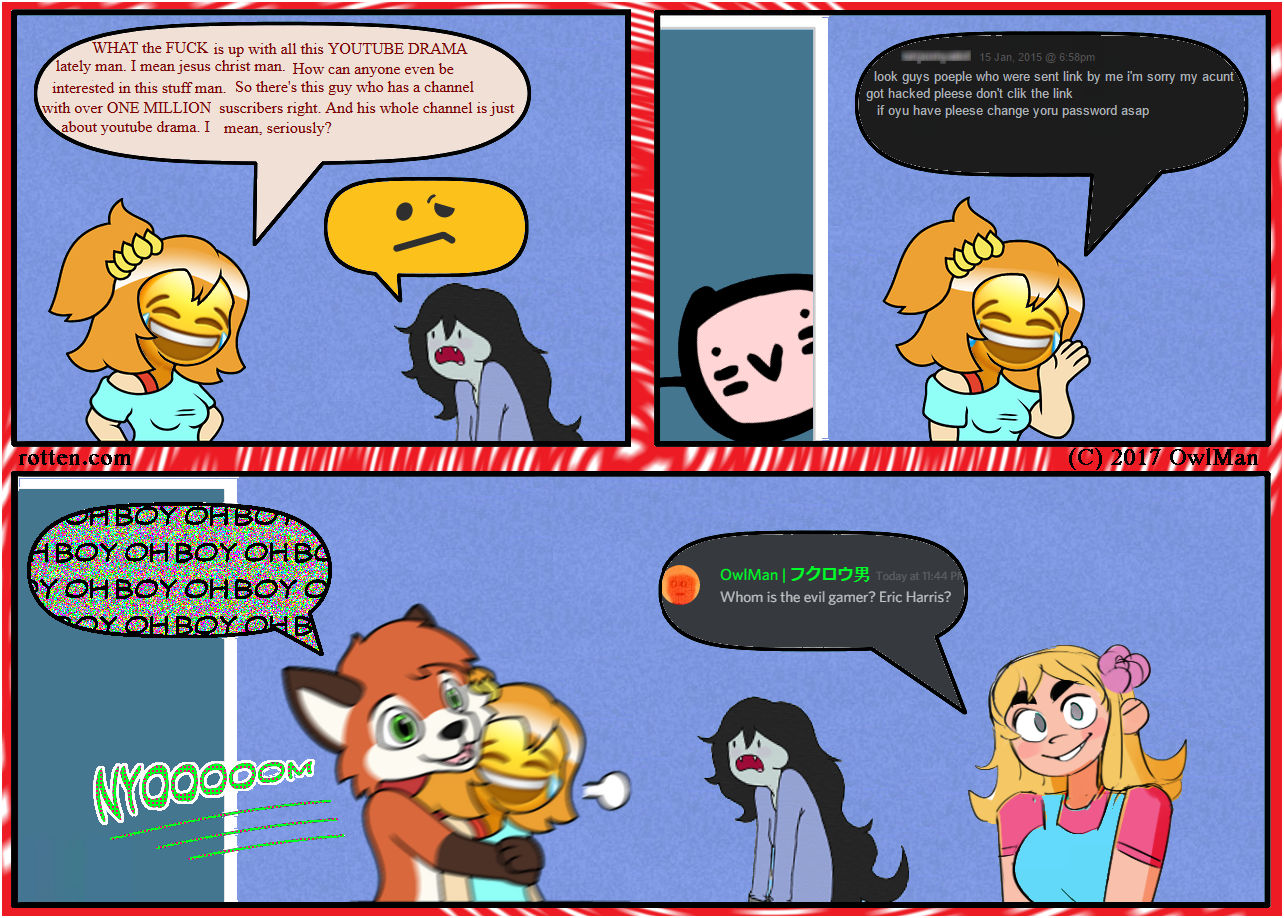 WHAT the FUCK is up with all this YOUTUBE DRAMA
lately man. I mean jesus christ man. How can anyone even be
interested in this stuff man. So there's this guy who has a channel
with over ONE MILLION suscribers right. And his whole channel is just
about youtube drama. I mean, seriously?
15 Jan, 2015 @ 6:58pm
look guys poeple who were sent link by me i'm sorry my acunt
got hacked pleese don't clik the link
if oyu have pleese change yoru password asap
rotten.com
(C) 2017 OwlMan
OH BOY OH BOY
H BOY OH BOY OH BO
Y OH BOY OH BOY O
BOY OH BOY OH B
NYOOOOOOM
OwlMan | フクロウ男 Today at 11:44 PM
Whom is the evil gamer? Eric Harris?